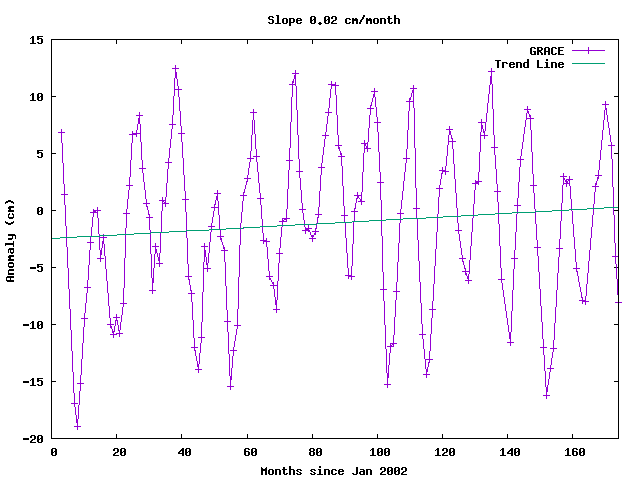 Slope 0.02 cm/month
GRACE
Trend Line
15
10
5
0
-5
-10
-15
-20
Anomaly (cm)
0 20 40 60 80 100 120 140 160
Months since Jan 2002